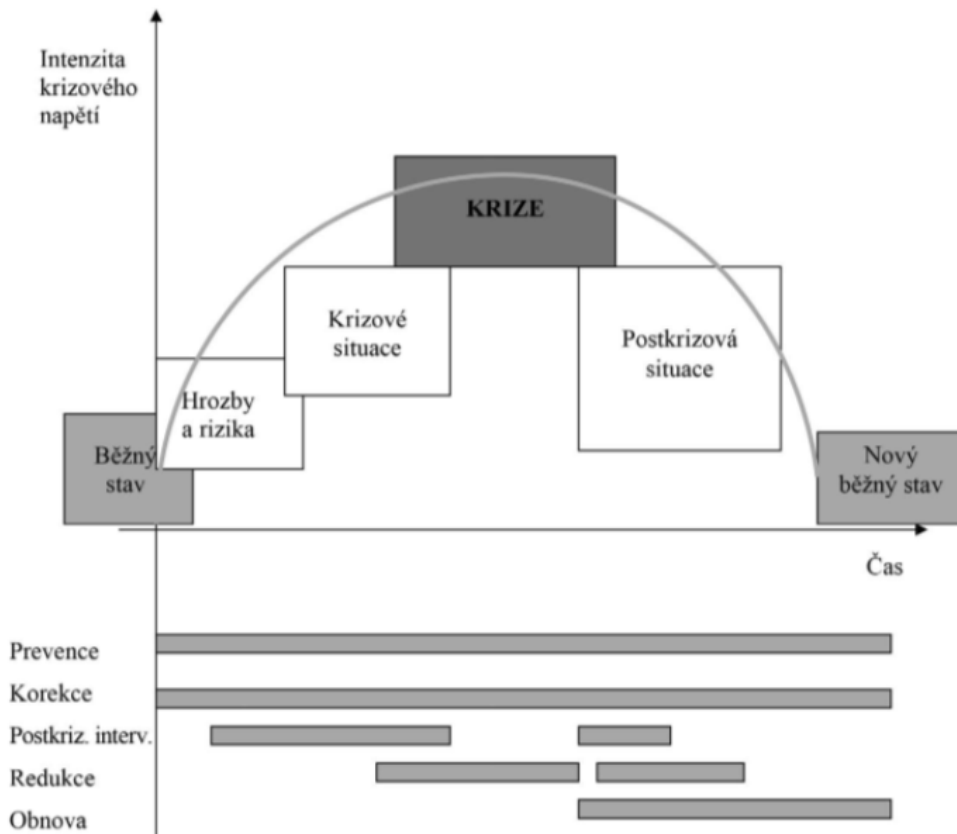 Intenzita
krizového
napětí
KRIZE
Krizové
situace
Postkrizová
situace
Hrozby
a rizika
Běžný
stav
Nový
běžný stav
Čas
Prevence
Korekce
Postkriz. interv.
Redukce
Obnova